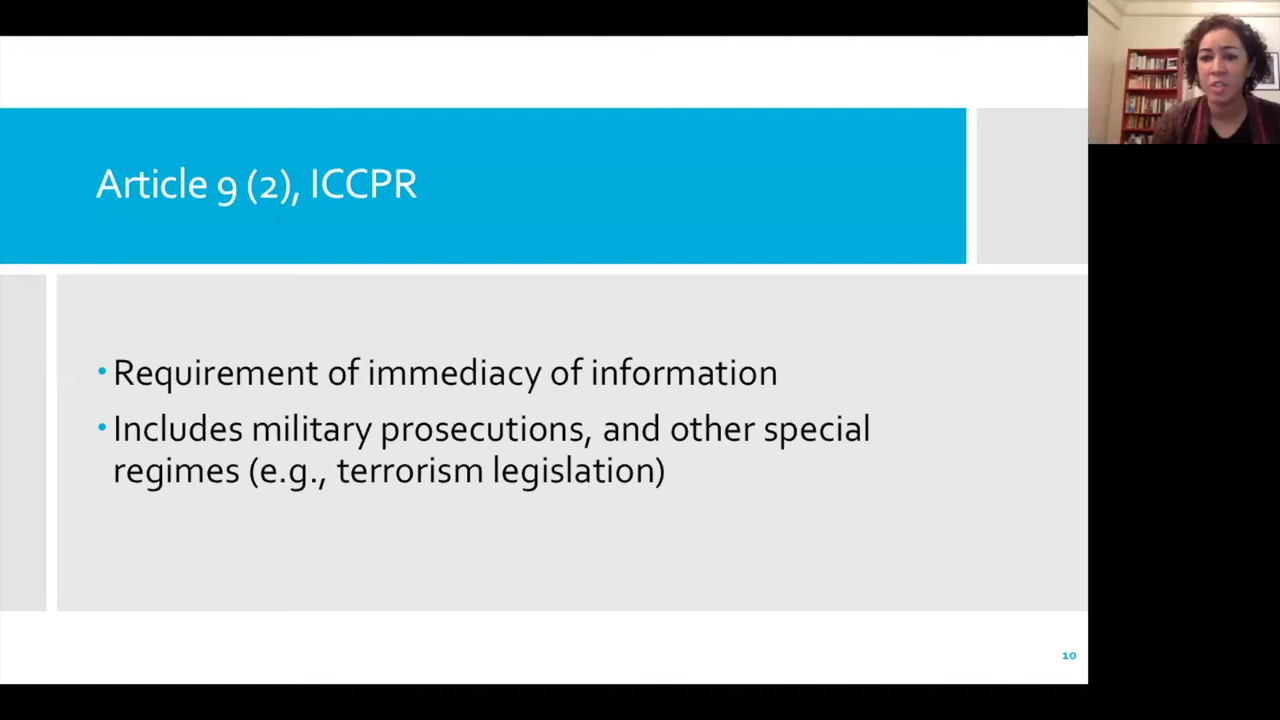 Article 9 (2), ICCPR
• Requirement of immediacy of information
• Includes military prosecutions, and other special
regimes (e.g., terrorism legislation)
10